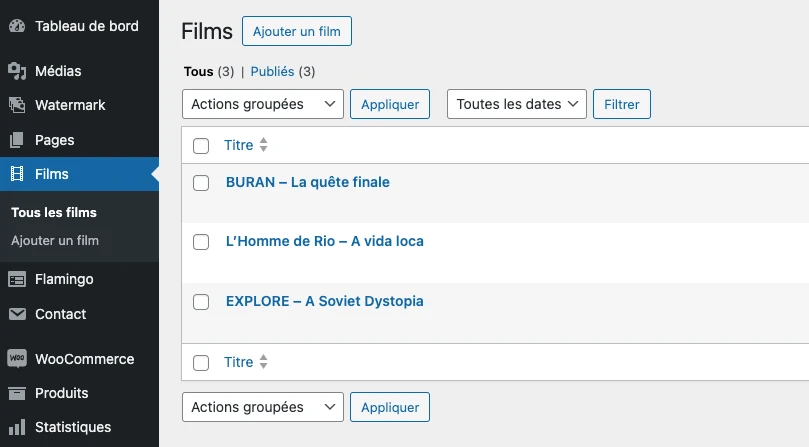 Tableau de bord
Médias
Watermark
Pages
Films
Tous les films
Ajouter un film
Flamingo
Contact
WOO
WooCommerce
Produits
Statistiques
Films Ajouter un film
Tous (3) | Publiés (3)
Actions groupées Appliquer Toutes les dates Filtrer
Titre
BURAN – La quête finale
L’Homme de Rio – A vida loca
EXPLORE – A Soviet Dystopia
Titre
Actions groupées Appliquer